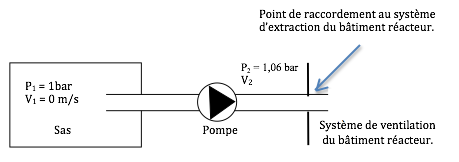 Point de raccordement au système
d'extraction du bâtiment réacteur.
P₂ = 1,06 bar
V₂
P₁ = 1bar
V₁ = 0 m/s
Sas
Pompe
Système de ventilation
du bâtiment réacteur.